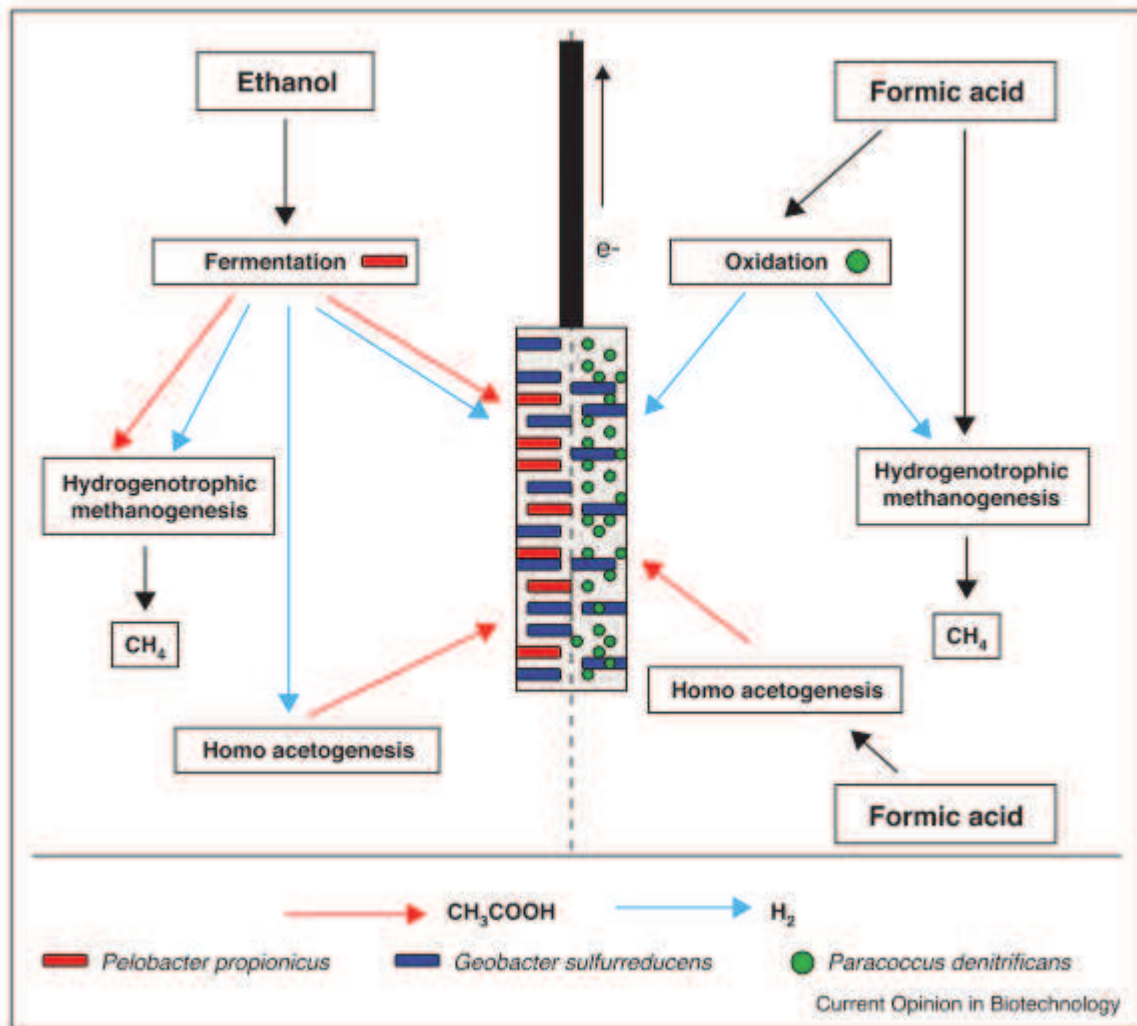 Ethanol
Formic acid
e-
Fermentation
Oxidation
Hydrogenotrophic
methanogenesis
Hydrogenotrophic
methanogenesis
CH₄
CH₄
Homo acetogenesis
Homo acetogenesis
Formic acid
CH₃COOH
H₂
Pelobacter propionicus
Geobacter sulfurreducens
Paracoccus denitrificans
Current Opinion in Biotechnology